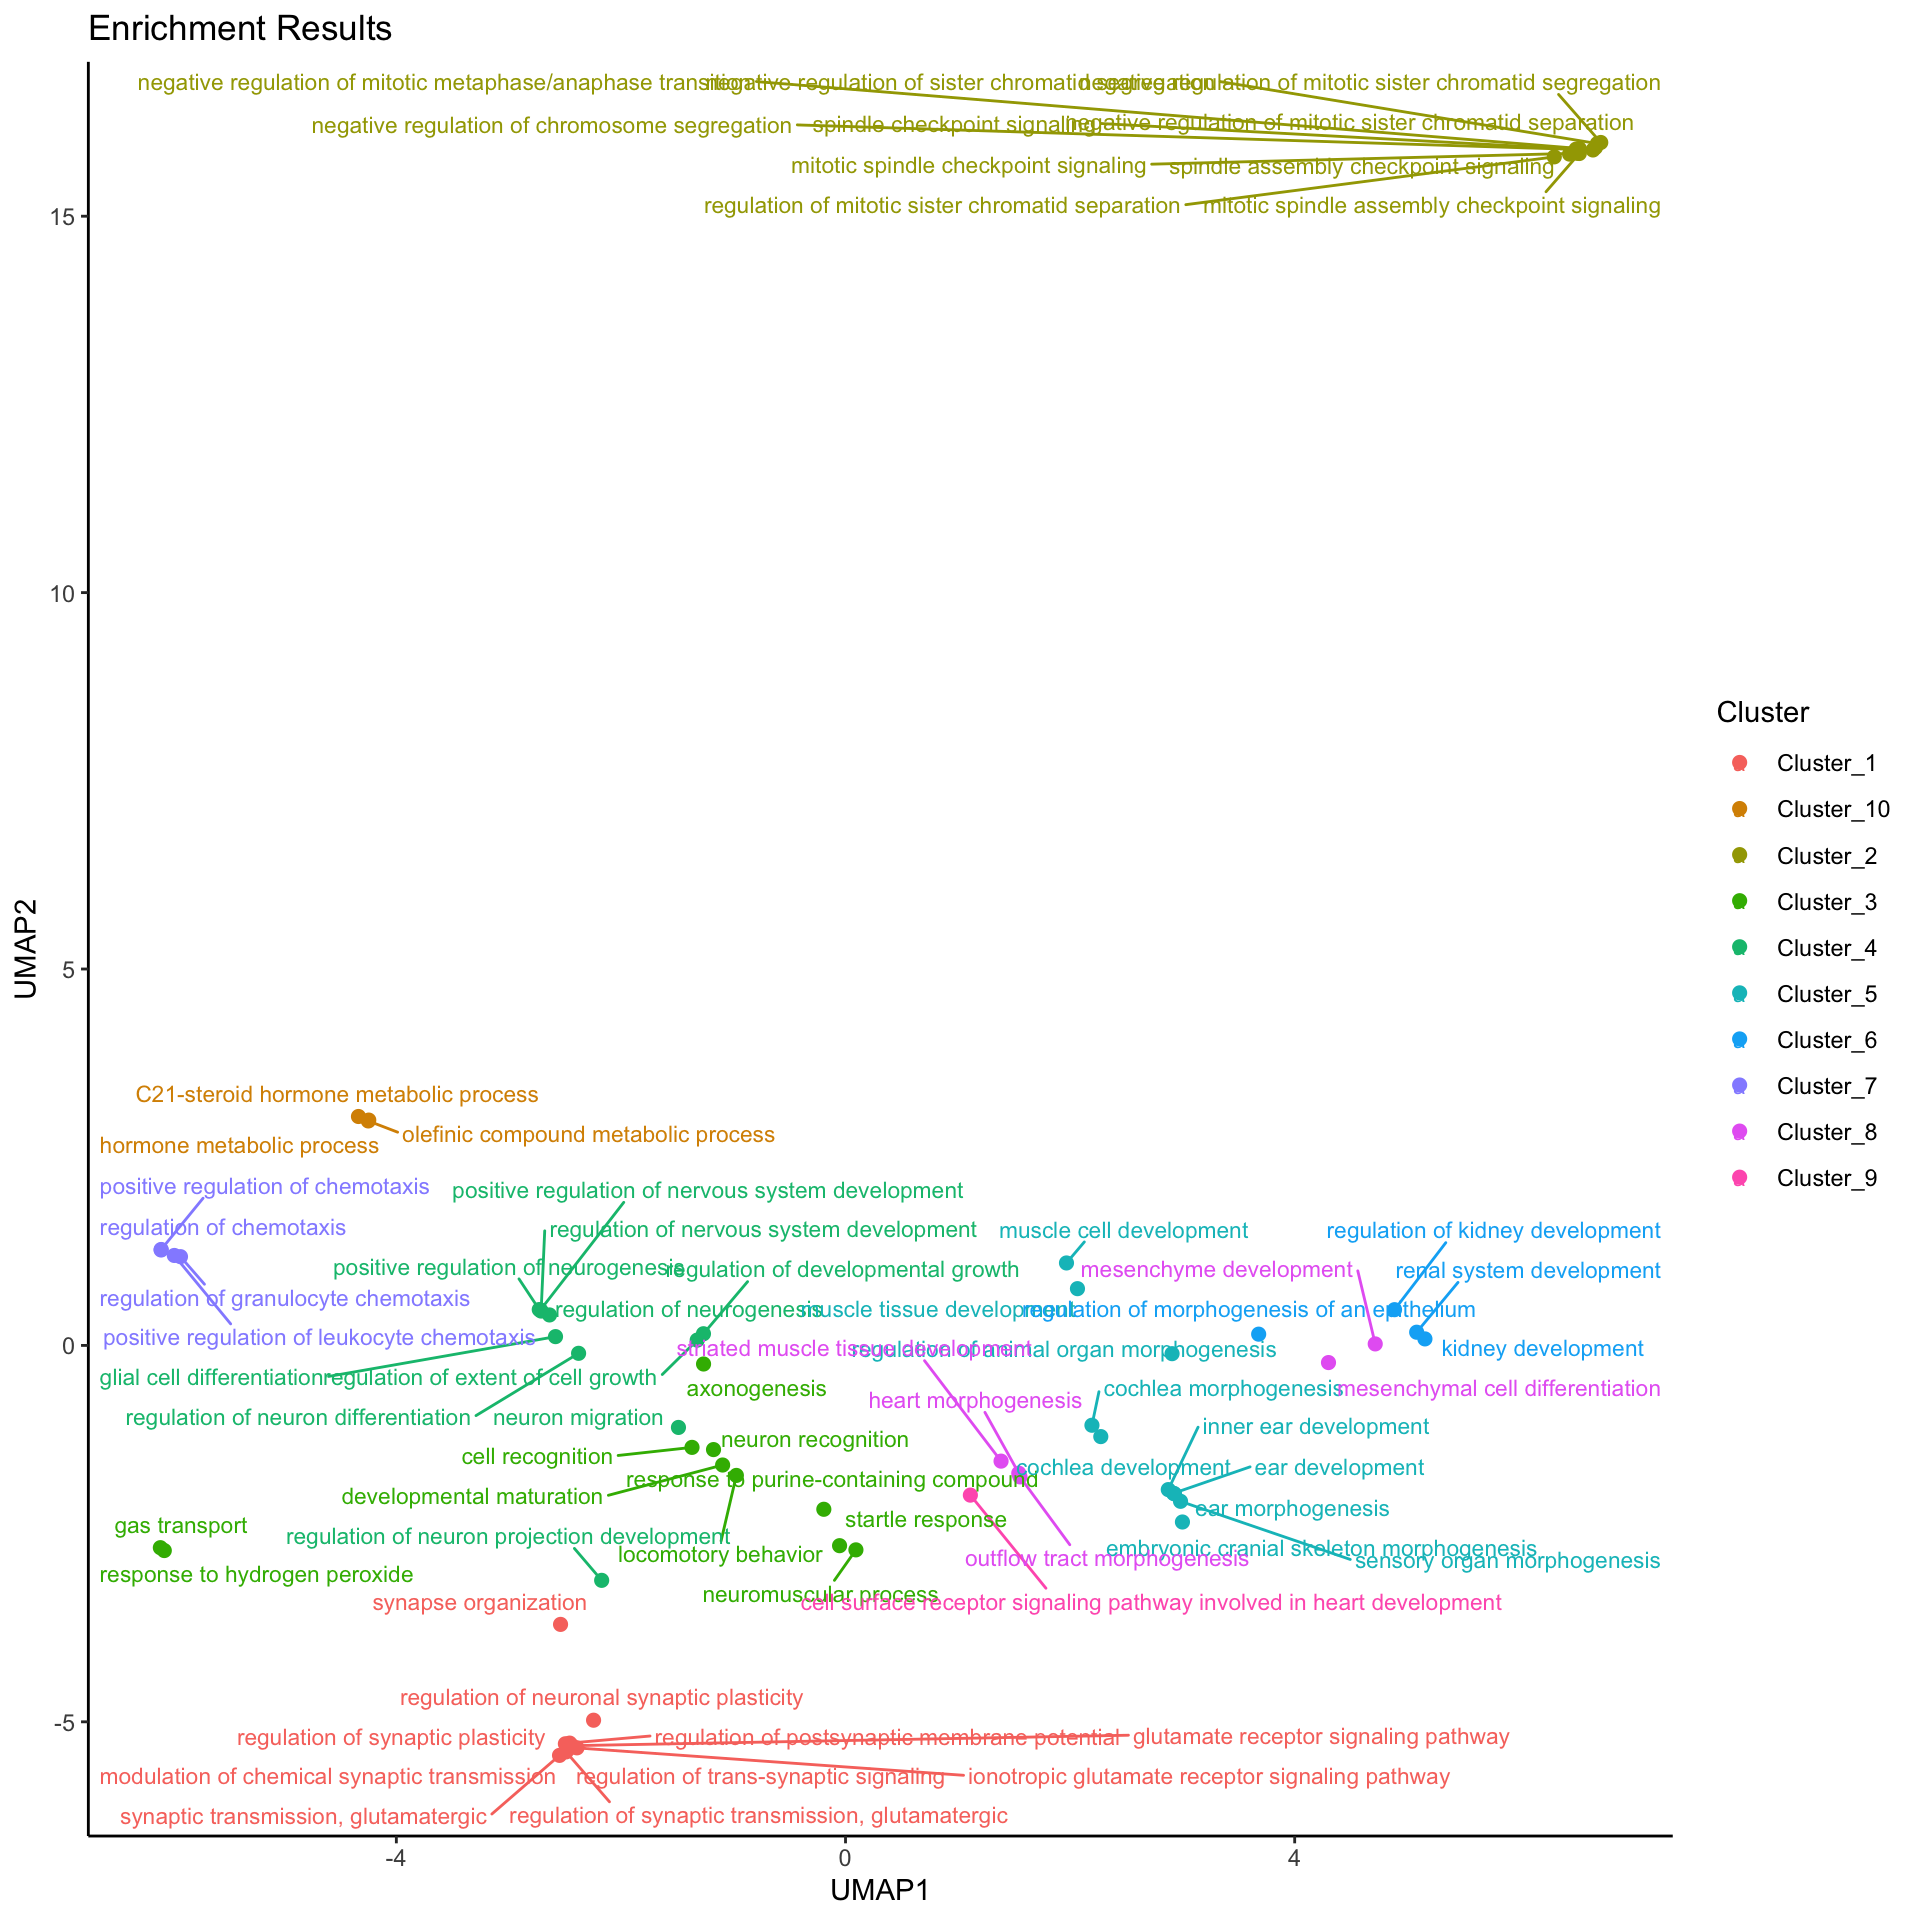 Enrichment Results
negative regulation of mitotic metaphase/anaphase transition
negative regulation of sister chromatid segregation
negative regulation of mitotic sister chromatid segregation
negative regulation of chromosome segregation
spindle checkpoint signaling
negative regulation of mitotic sister chromatid separation
mitotic spindle checkpoint signaling
spindle assembly checkpoint signaling
regulation of mitotic sister chromatid separation
mitotic spindle assembly checkpoint signaling
15
10
5
0
-5
UMAP2
C21-steroid hormone metabolic process
olefinic compound metabolic process
hormone metabolic process
positive regulation of chemotaxis
positive regulation of nervous system development
regulation of chemotaxis
regulation of nervous system development
muscle cell development
regulation of kidney development
positive regulation of neurogenesis
regulation of developmental growth
mesenchyme development
renal system development
regulation of granulocyte chemotaxis
regulation of neurogenesis
muscle tissue development
regulation of morphogenesis of an epithelium
positive regulation of leukocyte chemotaxis
striated muscle tissue development
regulation of animal organ morphogenesis
kidney development
glial cell differentiation
regulation of extent of cell growth
axonogenesis
cochlea morphogenesis
mesenchymal cell differentiation
heart morphogenesis
regulation of neuron differentiation
neuron migration
inner ear development
cell recognition
neuron recognition
cochlea development
ear development
response to purine-containing compound
developmental maturation
ear morphogenesis
gas transport
startle response
regulation of neuron projection development
locomotory behavior
embryonic cranial skeleton morphogenesis
outflow tract morphogenesis
sensory organ morphogenesis
response to hydrogen peroxide
neuromuscular process
synapse organization
cell surface receptor signaling pathway involved in heart development
regulation of neuronal synaptic plasticity
regulation of synaptic plasticity
regulation of postsynaptic membrane potential
glutamate receptor signaling pathway
modulation of chemical synaptic transmission
regulation of trans-synaptic signaling
ionotropic glutamate receptor signaling pathway
synaptic transmission, glutamatergic
regulation of synaptic transmission, glutamatergic
-4
0
4
UMAP1
Cluster
Cluster_1
Cluster_10
Cluster_2
Cluster_3
Cluster_4
Cluster_5
Cluster_6
Cluster_7
Cluster_8
Cluster_9